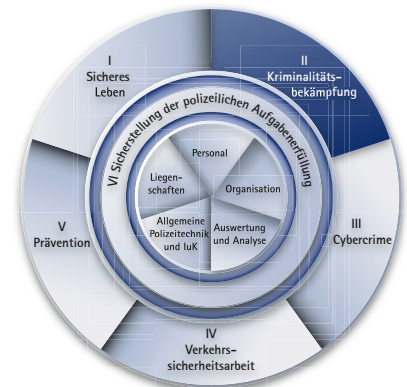 I
Sicheres
Leben
II
Kriminalitäts-
bekämpfung
III
Cybercrime
IV
Verkehrs-
sicherheitsarbeit
V
Prävention
VI Sicherstellung der polizeilichen Aufgabenerfüllung
Personal
Organisation
Auswertung
und Analyse
Allgemeine
Polizeitechnik
und IuK
Liegen-
schaften